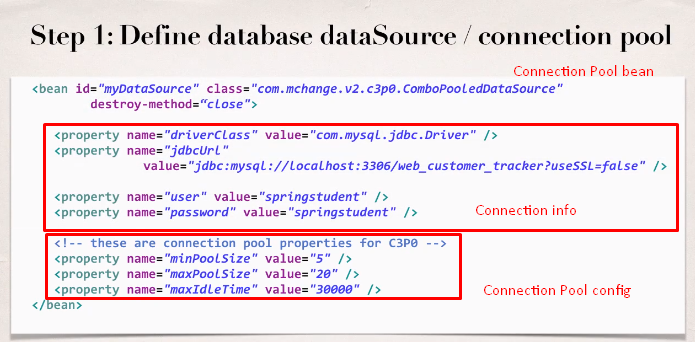 Step 1: Define database dataSource / connection pool
Connection Pool bean
<bean id="myDataSource" class="com.mchange.v2.c3p0.ComboPooledDataSource"
destroy-method=“close”>
<property name="driverClass" value="com.mysql.jdbc.Driver" />
<property name="jdbcUrl"
value="jdbc:mysql://localhost:3306/web_customer_tracker?useSSL=false" />
<property name="user" value="springstudent" />
<property name="password" value="springstudent" />
Connection info
<!-- these are connection pool properties for C3P0 -->
<property name="minPoolSize" value="5" />
<property name="maxPoolSize" value="20" />
<property name="maxIdleTime" value="30000" />
Connection Pool config
</bean>